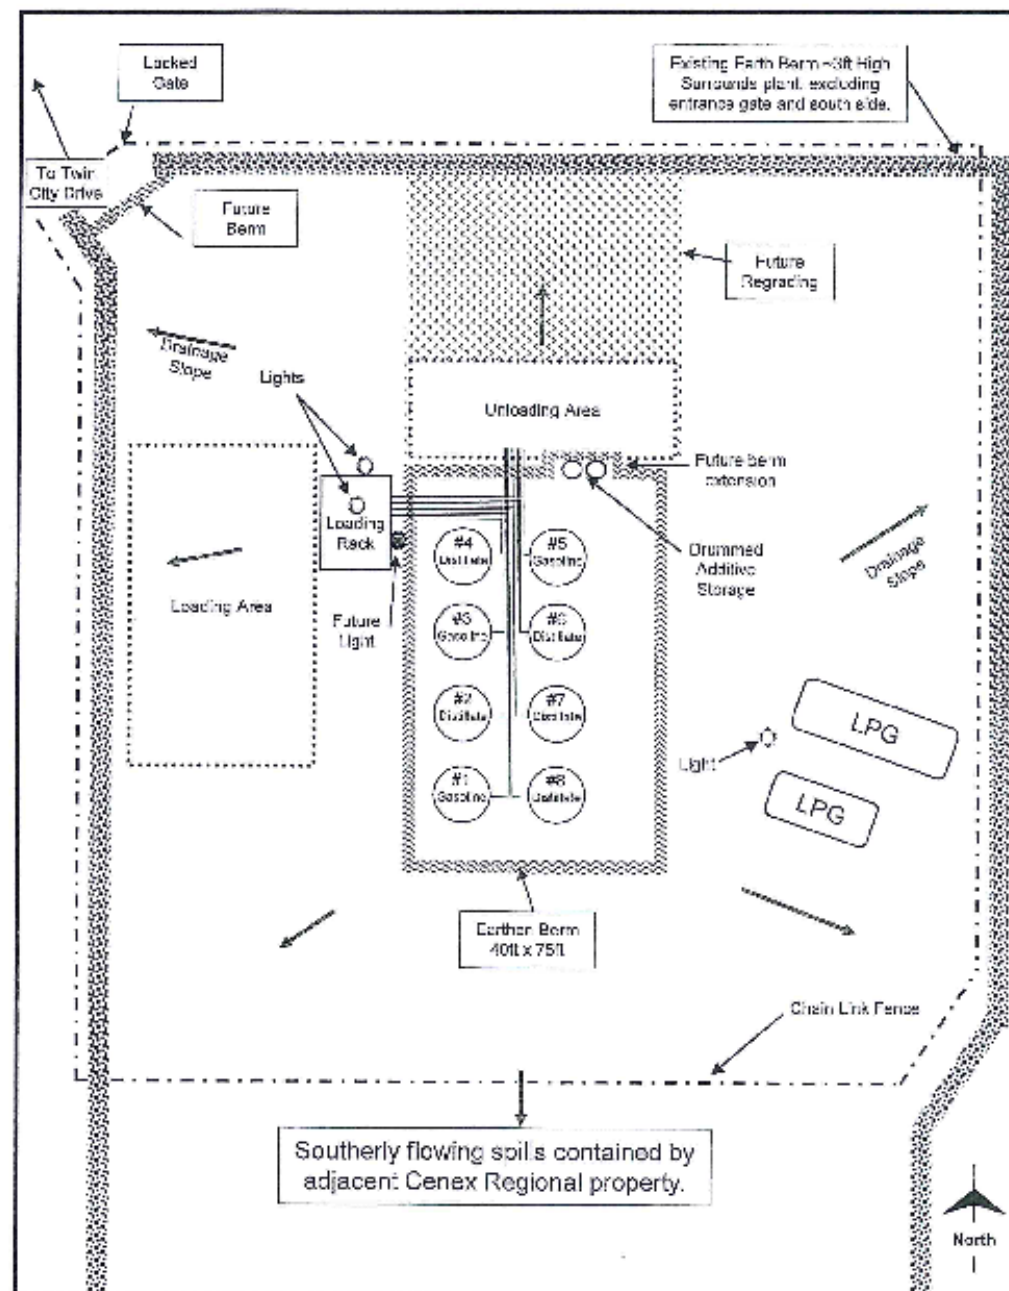 Locked
Gate
Existing Earth Berm ~3ft High
Surrounds plant, excluding
entrance gate and south side.
To Twin
City Drive
Future
Berm
Future
Regrading
Drainage
Slope
Lights
Unloading Area
Future berm
extension
Loading
Rack
#4
Distillate
#5
Gasoline
Drummed
Additive
Storage
Drainage
Slope
Loading Area
Future
Light
#3
Gasoline
#6
Distillate
#2
Distillate
#7
Distillate
LPG
Light
#1
Gasoline
#8
Distillate
LPG
Earthen Berm
40ft x 75ft
Chain Link Fence
Southerly flowing spills contained by
adjacent Cenex Regional property.
North